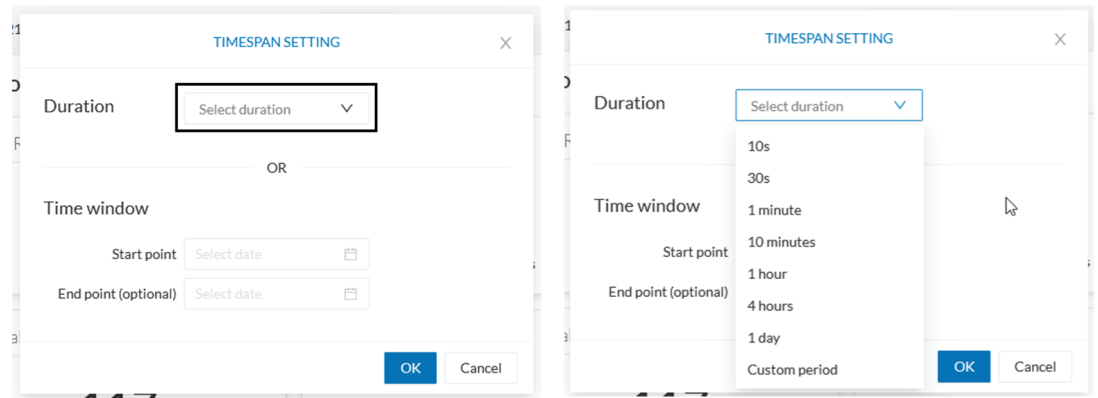 TIMESPAN SETTING
Duration
Select duration
OR
Time window
Start point
Select date
End point (optional)
Select date
OK
Cancel
TIMESPAN SETTING
Duration
Select duration
10s
30s
1 minute
10 minutes
1 hour
4 hours
1 day
Custom period
Time window
Start point
End point (optional)
OK
Cancel